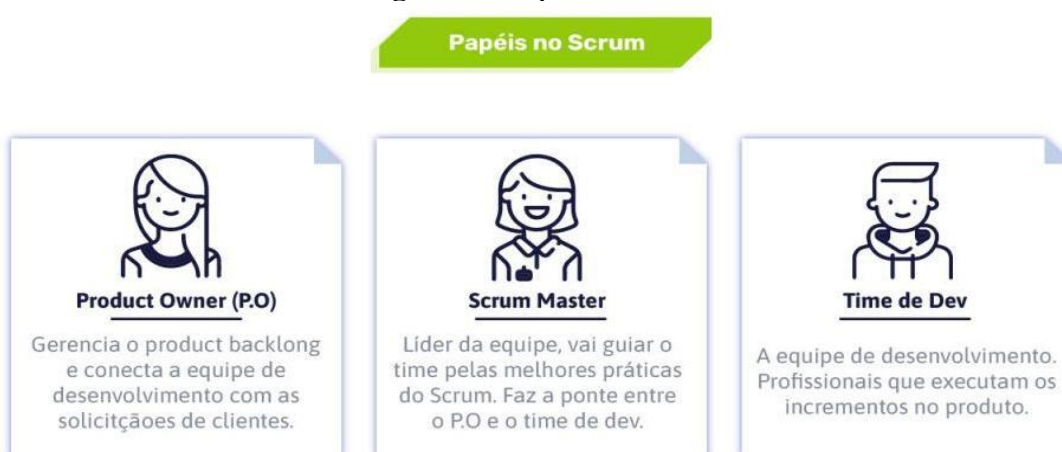 Papéis no Scrum
Product Owner (P.O)
Gerencia o product backlong
e conecta a equipe de
desenvolvimento com as
solicitçãoes de clientes.
Scrum Master
Líder da equipe, vai guiar o
time pelas melhores práticas
do Scrum. Faz a ponte entre
o P.O e o time de dev.
Time de Dev
A equipe de desenvolvimento.
Profissionais que executam os
incrementos no produto.